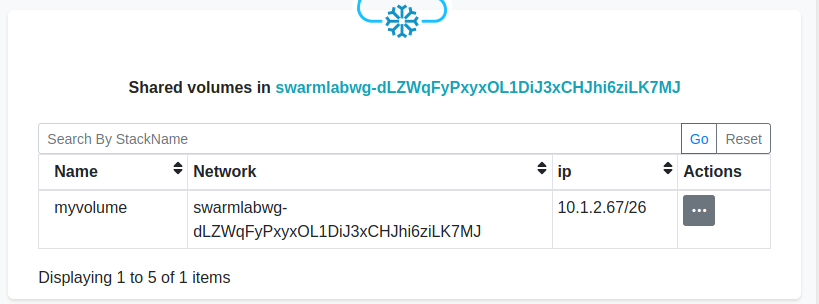 Shared volumes in swarmlabwg-dLZWqFyPxyxOL1DiJ3xCHJhi6ziLK7MJ
Search By StackName Go Reset
Name Network ip Actions
myvolume swarmlabwg- 10.1.2.67/26 ...
dLZWqFyPxyxOL1DiJ3xCHJhi6ziLK7MJ
Displaying 1 to 5 of 1 items